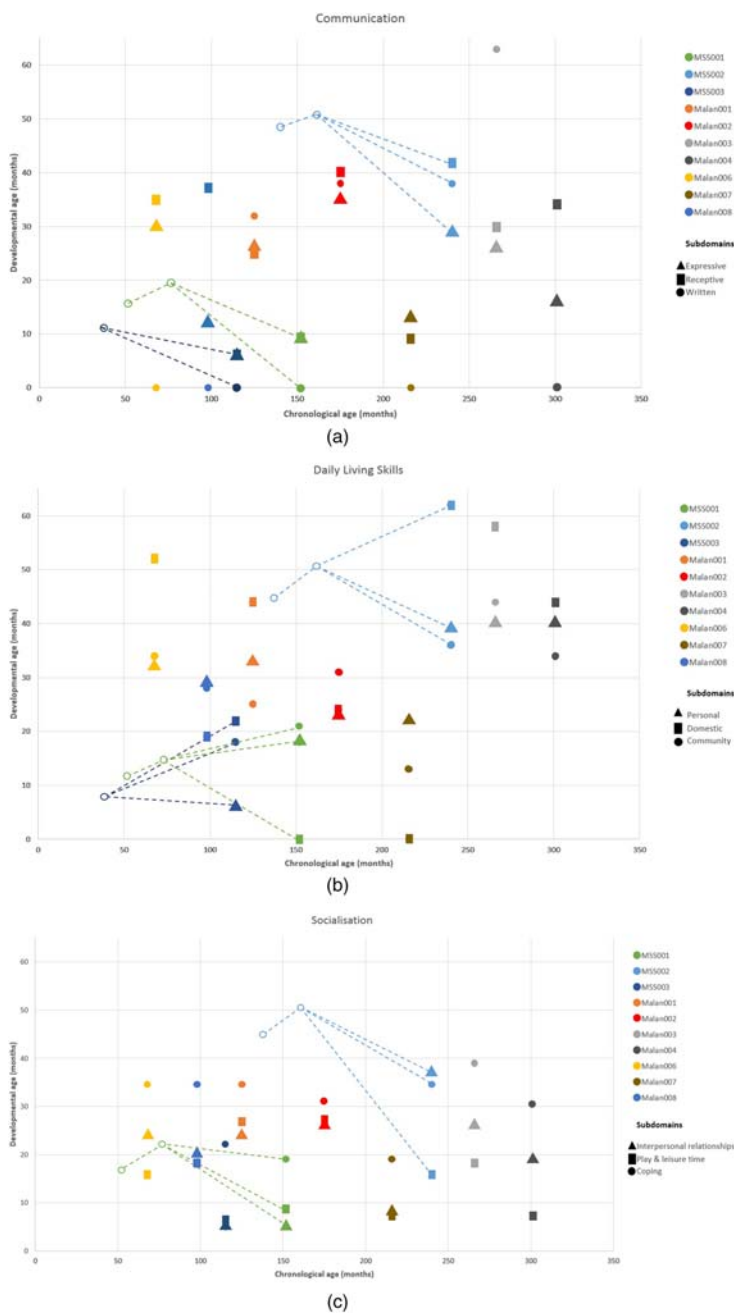 Communication
60
50
40
30
20
10
0
Developmental age (months)
0 50 100 150 200 250 300 350
Chronological age (months)
MSS001
MSS002
MSS003
Malan001
Malan002
Malan003
Malan004
Malan006
Malan007
Malan008
Subdomains
Expressive
Receptive
Written
(a)
Daily Living Skills
60
50
40
30
20
10
0
Developmental age (months)
0 50 100 150 200 250 300 350
Chronological age (months)
MSS001
MSS002
MSS003
Malan001
Malan002
Malan003
Malan004
Malan006
Malan007
Malan008
Subdomains
Personal
Domestic
Community
(b)
Socialisation
60
50
40
30
20
10
0
Developmental age (months)
0 50 100 150 200 250 300 350
Chronological age (months)
MSS001
MSS002
MSS003
Malan001
Malan002
Malan003
Malan004
Malan006
Malan007
Malan008
Subdomains
Interpersonal relationships
Play & leisure time
Coping
(c)